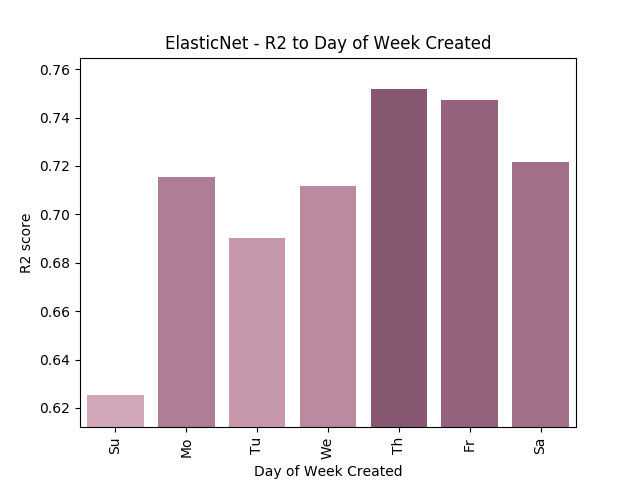 ElasticNet - R2 to Day of Week Created
0.76
0.74
0.72
0.70
0.68
0.66
0.64
0.62
R2 score
Su Mo Tu We Th Fr Sa
Day of Week Created